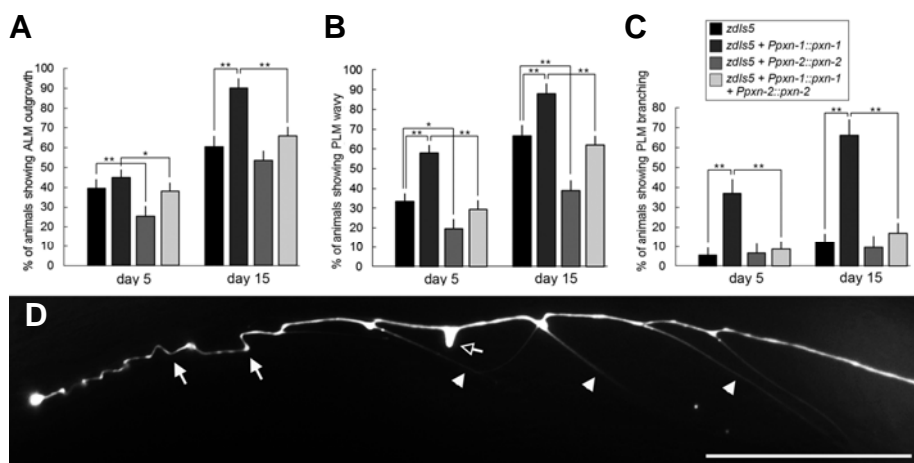 A
% of animals showing ALM outgrowth
100
90
80
70
60
50
40
30
20
10
0
**
**
**
*
day 5
day 15
B
% of animals showing PLM wavy
100
90
80
70
60
50
40
30
20
10
0
**
**
**
*
**
**
day 5
day 15
C
zdIs5
zdIs5 + Ppxn-1::pxn-1
zdIs5 + Ppxn-2::pxn-2
zdIs5 + Ppxn-1::pxn-1
+ Ppxn-2::pxn-2
% of animals showing PLM branching
80
70
60
50
40
30
20
10
0
**
**
**
**
day 5
day 15
D